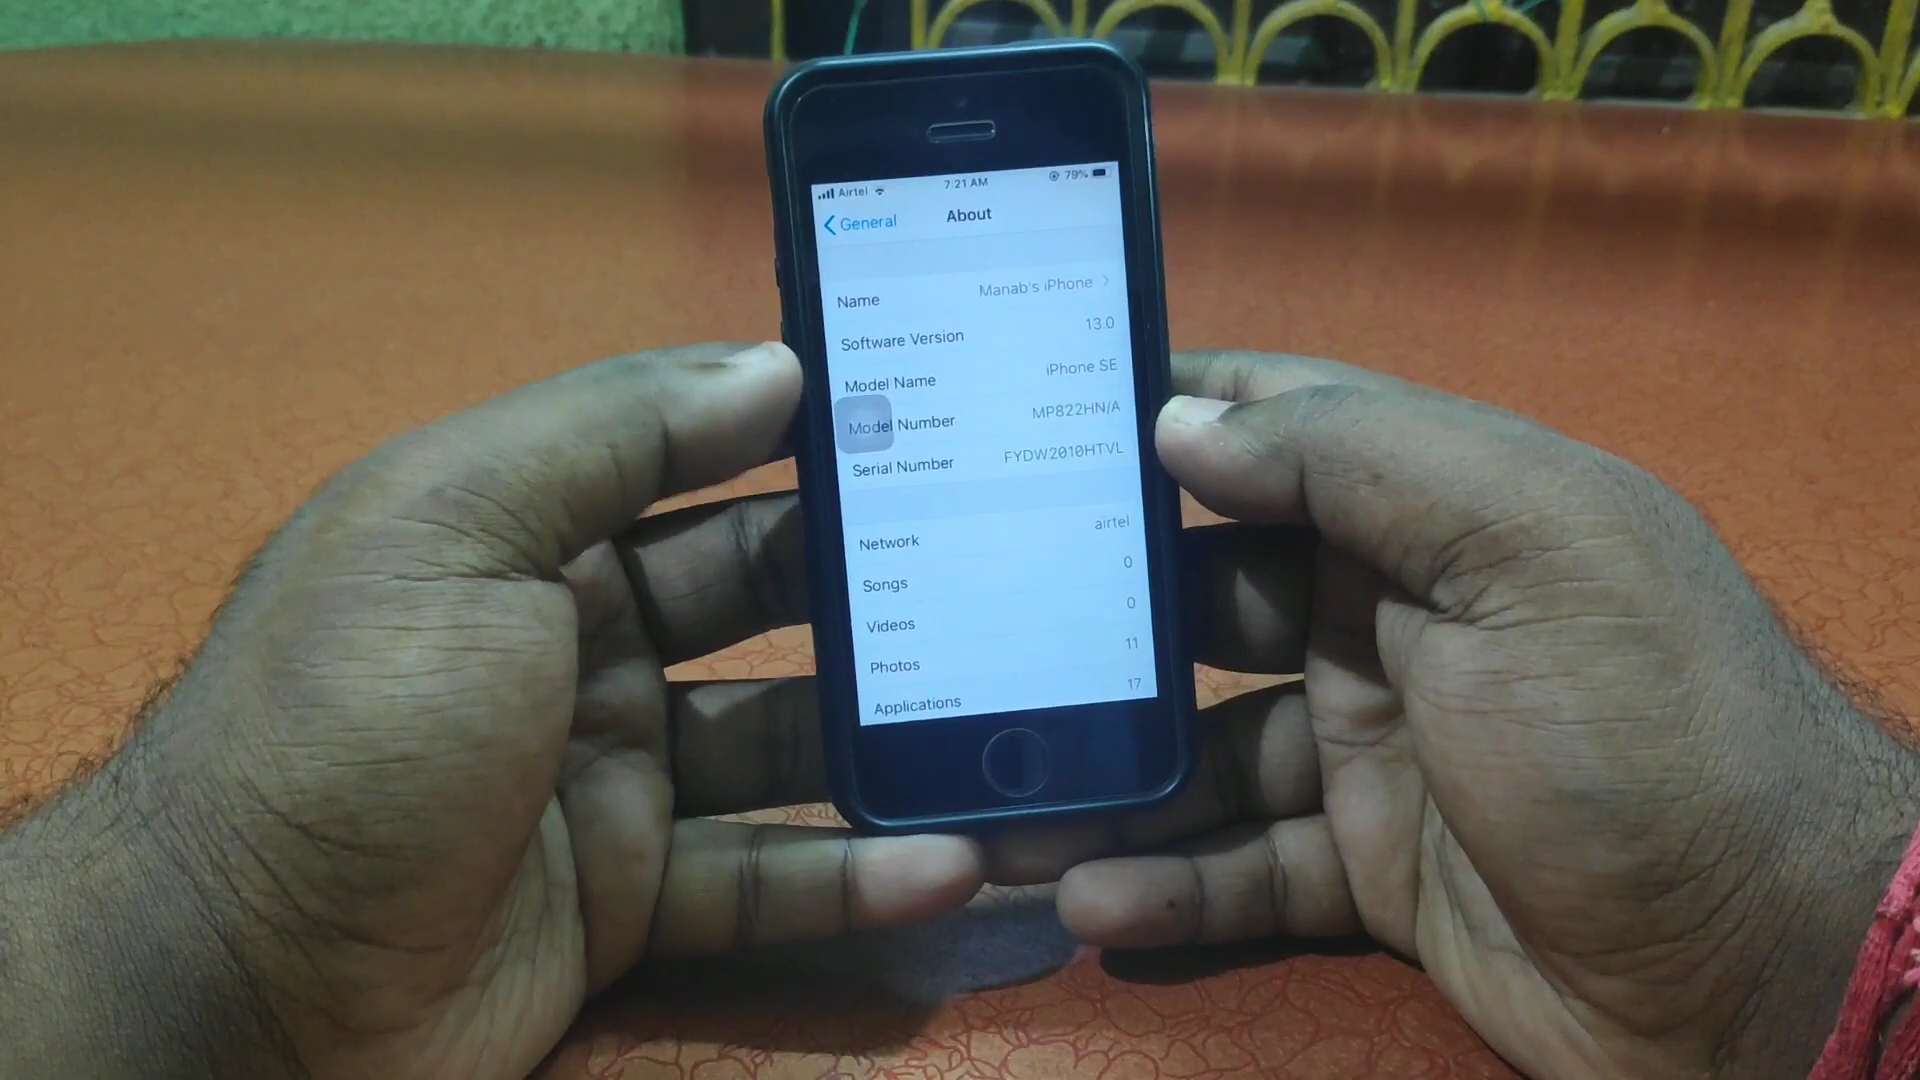 Airtel 7:21 AM 79%
General About
Name Manab's iPhone
Software Version 13.0
Model Name iPhone SE
Model Number MP822HN/A
Serial Number FYDW2010HTVL
Network airtel
Songs 0
Videos 0
Photos 11
Applications 17